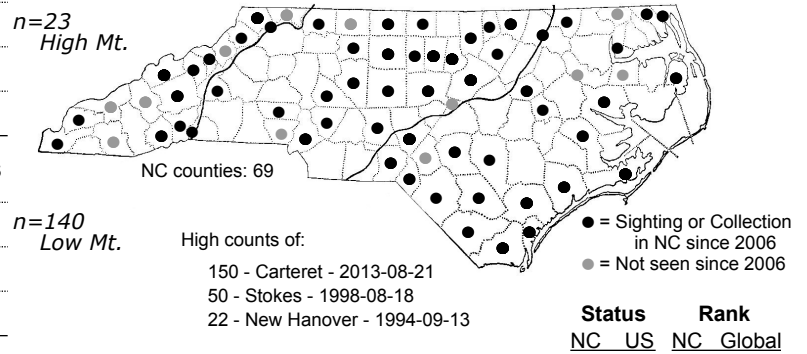 n=23
High Mt.
NC counties: 69
n=140
Low Mt.
High counts of:
150 - Carteret - 2013-08-21
50 - Stokes - 1998-08-18
22 - New Hanover - 1994-09-13
= Sighting or Collection
in NC since 2006
= Not seen since 2006
Status Rank
NC US NC Global